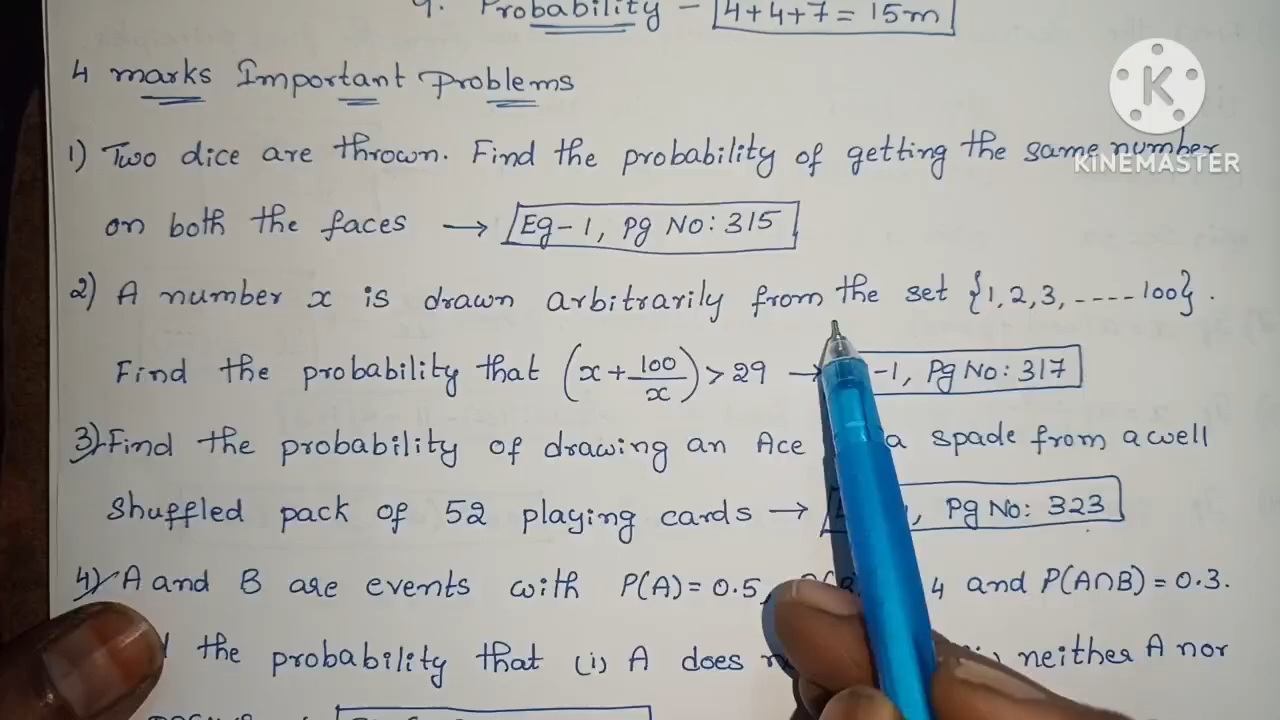 9. Probability - 4+4+7 = 15m
4 marks Important Problems
K
KINEMASTER
1) Two dice are thrown. Find the probability of getting the same number
on both the faces → Eg-1, Pg No: 315
2) A number x is drawn arbitrarily from the set {1, 2, 3, ---- 100}.
Find the probability that (x + 100/x) > 29 → -1, Pg No: 317
3) Find the probability of drawing an Ace a spade from a well
Shuffled pack of 52 playing cards → , Pg No: 323
4) A and B are events with P(A) = 0.5, 4 and P(A∩B) = 0.3.
the probability that (i) A does neither A nor